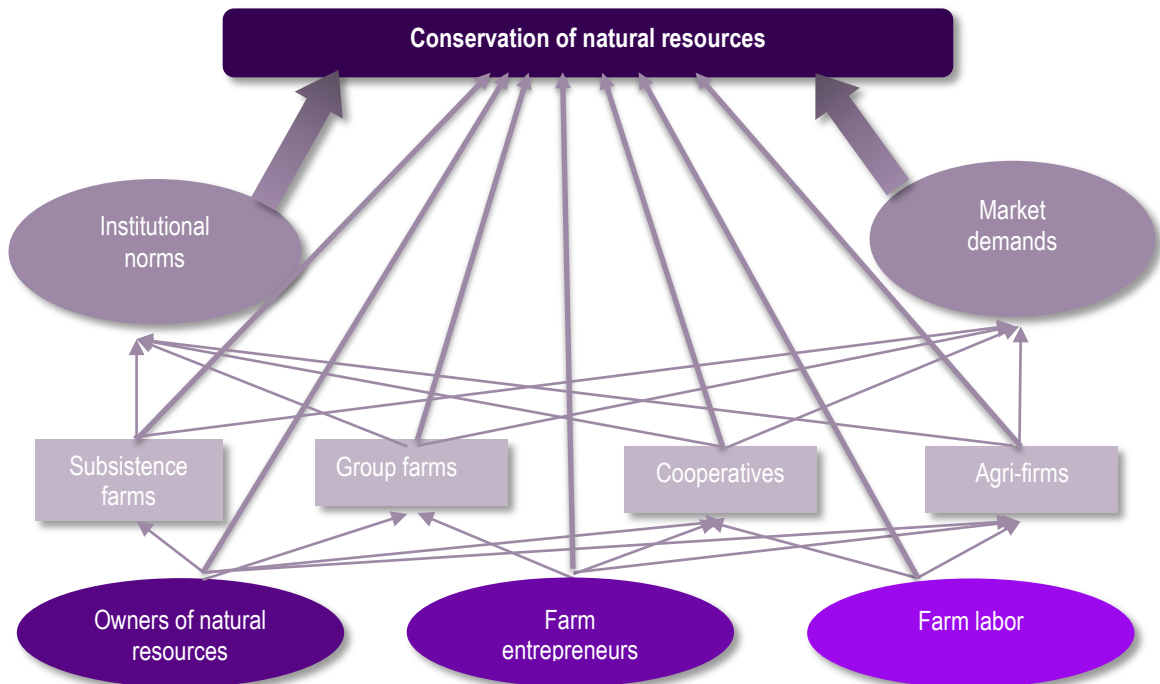 Conservation of natural resources
Institutional
norms
Market
demands
Subsistence
farms
Group farms
Cooperatives
Agri-firms
Owners of natural
resources
Farm
entrepreneurs
Farm labor